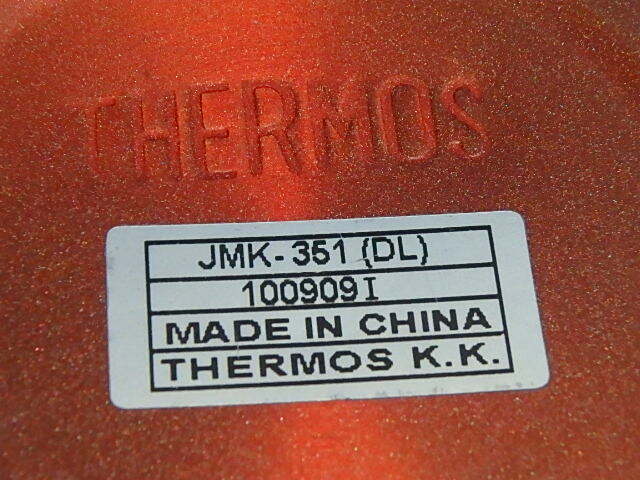 THERMOS
JMK-351 (DL)
100909I
MADE IN CHINA
THERMOS K.K.